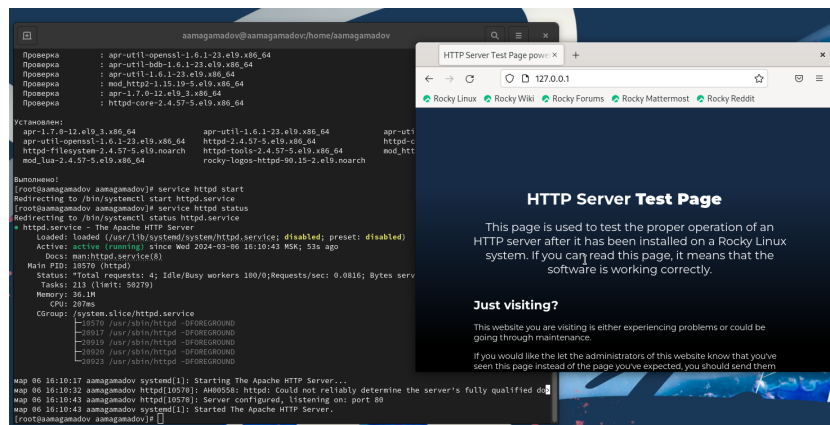 aamagamadov@aamagamadov:/home/aamagamadov
Проверка : apr-util-openssl-1.6.1-23.el9.x86_64
Проверка : apr-util-bdb-1.6.1-23.el9.x86_64
Проверка : apr-util-1.6.1-23.el9.x86_64
Проверка : mod_http2-1.15.19-5.el9.x86_64
Проверка : apr-1.7.0-12.el9_3.x86_64
Проверка : httpd-core-2.4.57-5.el9.x86_64
Установлен:
apr-1.7.0-12.el9_3.x86_64 apr-util-1.6.1-23.el9.x86_64 apr-uti
apr-util-openssl-1.6.1-23.el9.x86_64 httpd-2.4.57-5.el9.x86_64 httpd-c
httpd-filesystem-2.4.57-5.el9.noarch httpd-tools-2.4.57-5.el9.x86_64 mod_htt
mod_lua-2.4.57-5.el9.x86_64 rocky-logos-httpd-90.15-2.el9.noarch
Выполнено!
[root@aamagamadov aamagamadov]# service httpd start
Redirecting to /bin/systemctl start httpd.service
[root@aamagamadov aamagamadov]# service httpd status
Redirecting to /bin/systemctl status httpd.service
● httpd.service - The Apache HTTP Server
Loaded: loaded (/usr/lib/systemd/system/httpd.service; disabled; preset: disabled)
Active: active (running) since Wed 2024-03-06 16:10:43 MSK; 53s ago
Docs: man:httpd.service(8)
Main PID: 10570 (httpd)
Status: "Total requests: 4; Idle/Busy workers 100/0;Requests/sec: 0.0816; Bytes serv
Tasks: 213 (limit: 50279)
Memory: 36.1M
CPU: 207ms
CGroup: /system.slice/httpd.service
├─10570 /usr/sbin/httpd -DFOREGROUND
├─20917 /usr/sbin/httpd -DFOREGROUND
├─20919 /usr/sbin/httpd -DFOREGROUND
├─20920 /usr/sbin/httpd -DFOREGROUND
└─20923 /usr/sbin/httpd -DFOREGROUND
мар 06 16:10:17 aamagamadov systemd[1]: Starting The Apache HTTP Server...
мар 06 16:10:32 aamagamadov httpd[10570]: AH00558: httpd: Could not reliably determine the server's fully qualified do>
мар 06 16:10:43 aamagamadov httpd[10570]: Server configured, listening on: port 80
мар 06 16:10:43 aamagamadov systemd[1]: Started The Apache HTTP Server.
[root@aamagamadov aamagamadov]#
HTTP Server Test Page power
127.0.0.1
Rocky Linux Rocky Wiki Rocky Forums Rocky Mattermost Rocky Reddit
HTTP Server Test Page
This page is used to test the proper operation of an
HTTP server after it has been installed on a Rocky Linux
system. If you can read this page, it means that the
software is working correctly.
Just visiting?
This website you are visiting is either experiencing problems or could be
going through maintenance.
If you would like the let the administrators of this website know that you've
seen this page instead of the page you've expected, you should send them